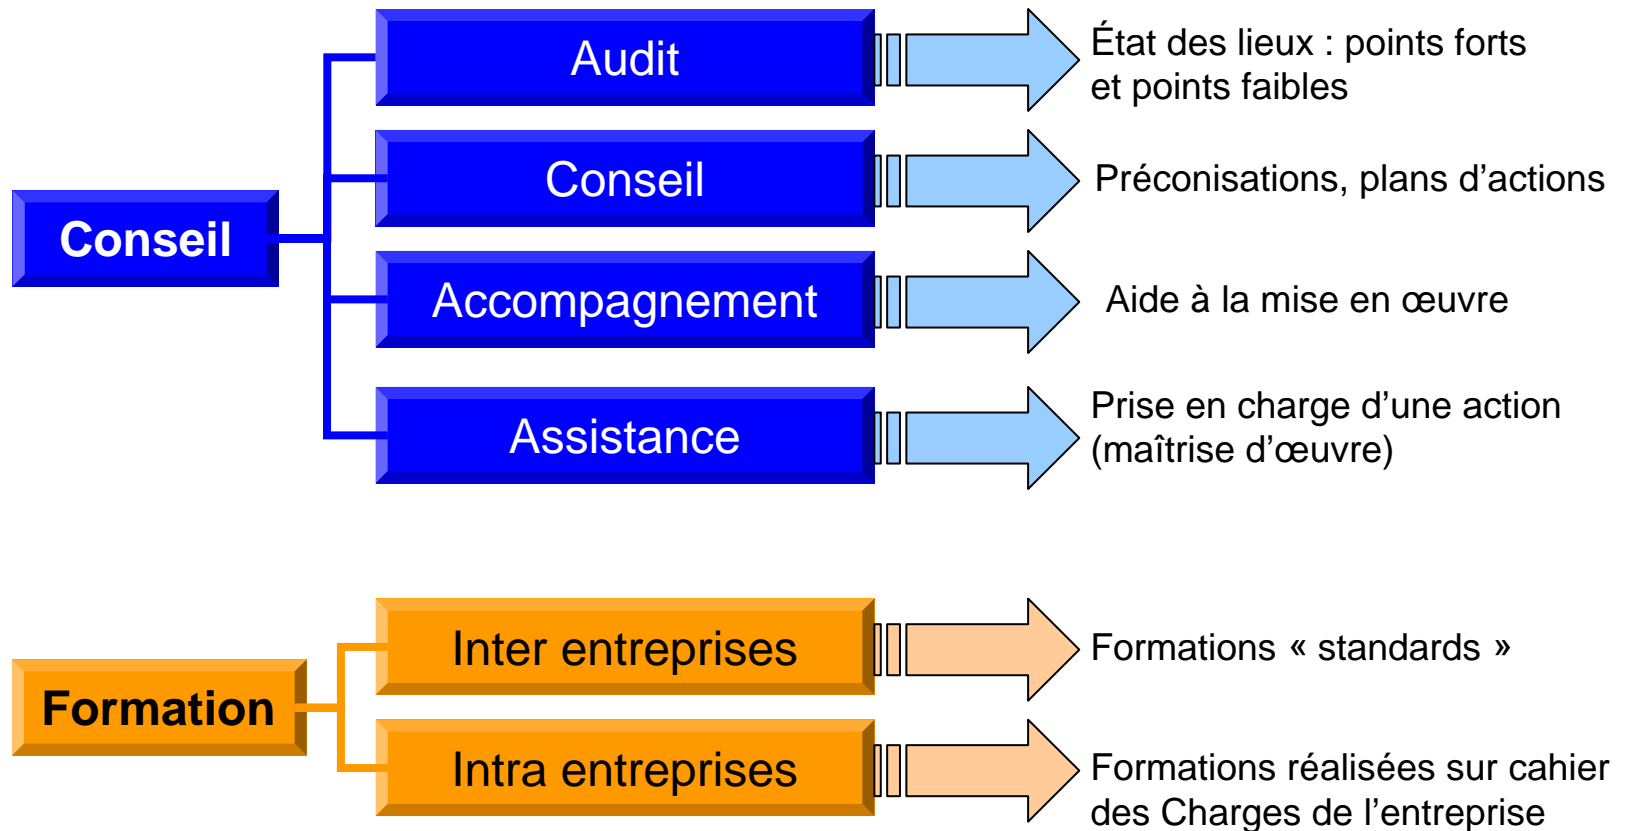 Conseil
Audit
État des lieux : points forts
et points faibles
Conseil
Préconisations, plans d’actions
Accompagnement
Aide à la mise en œuvre
Assistance
Prise en charge d’une action
(maîtrise d’œuvre)
Formation
Inter entreprises
Formations « standards »
Intra entreprises
Formations réalisées sur cahier
des Charges de l’entreprise